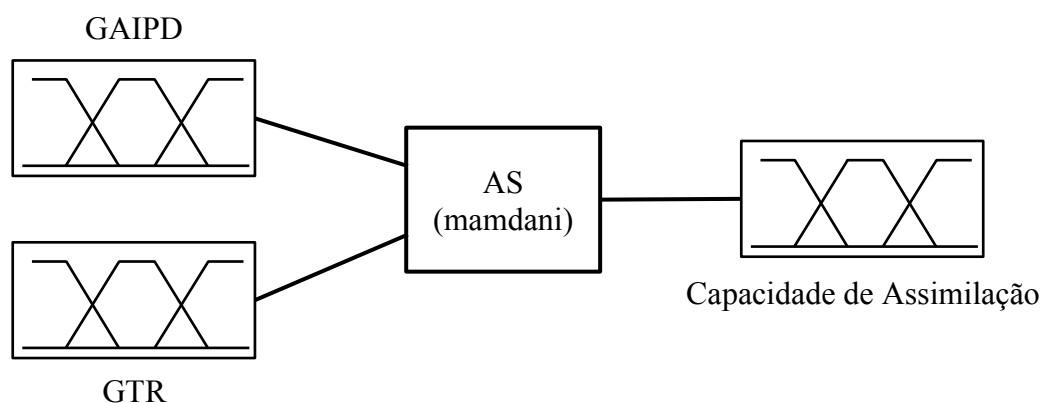 GAIPD
AS
(mamdani)
Capacidade de Assimilação
GTR